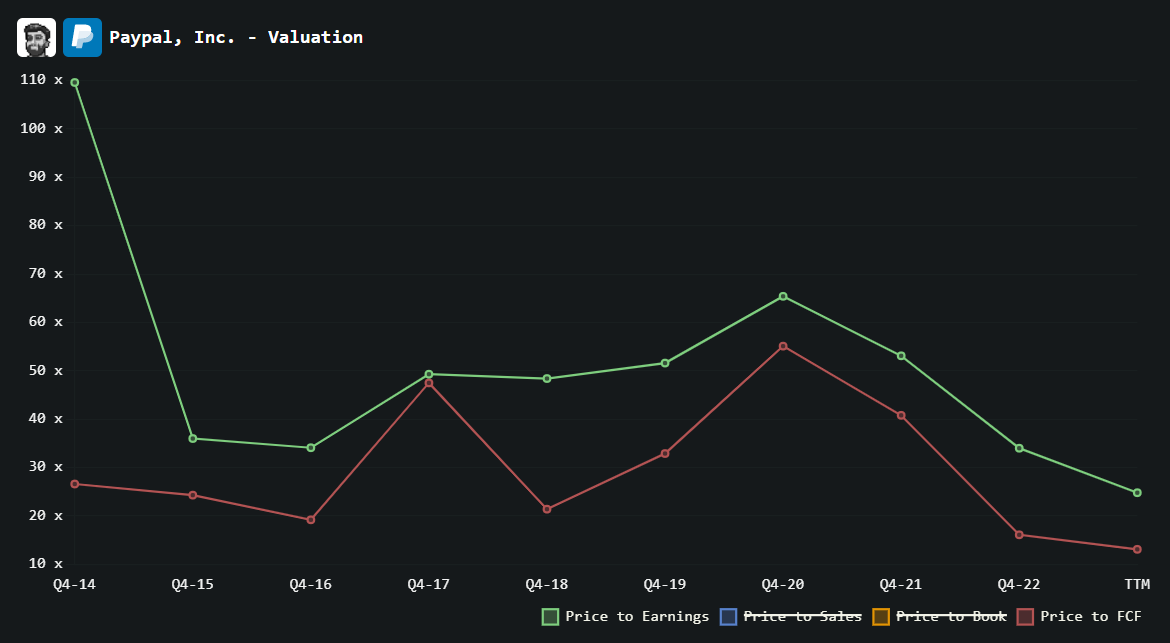 Paypal, Inc. - Valuation
110 x
100 x
90 x
80 x
70 x
60 x
50 x
40 x
30 x
20 x
10 x
Q4-14 Q4-15 Q4-16 Q4-17 Q4-18 Q4-19 Q4-20 Q4-21 Q4-22 TTM
Price to Earnings Price to Sales Price to Book Price to FCF